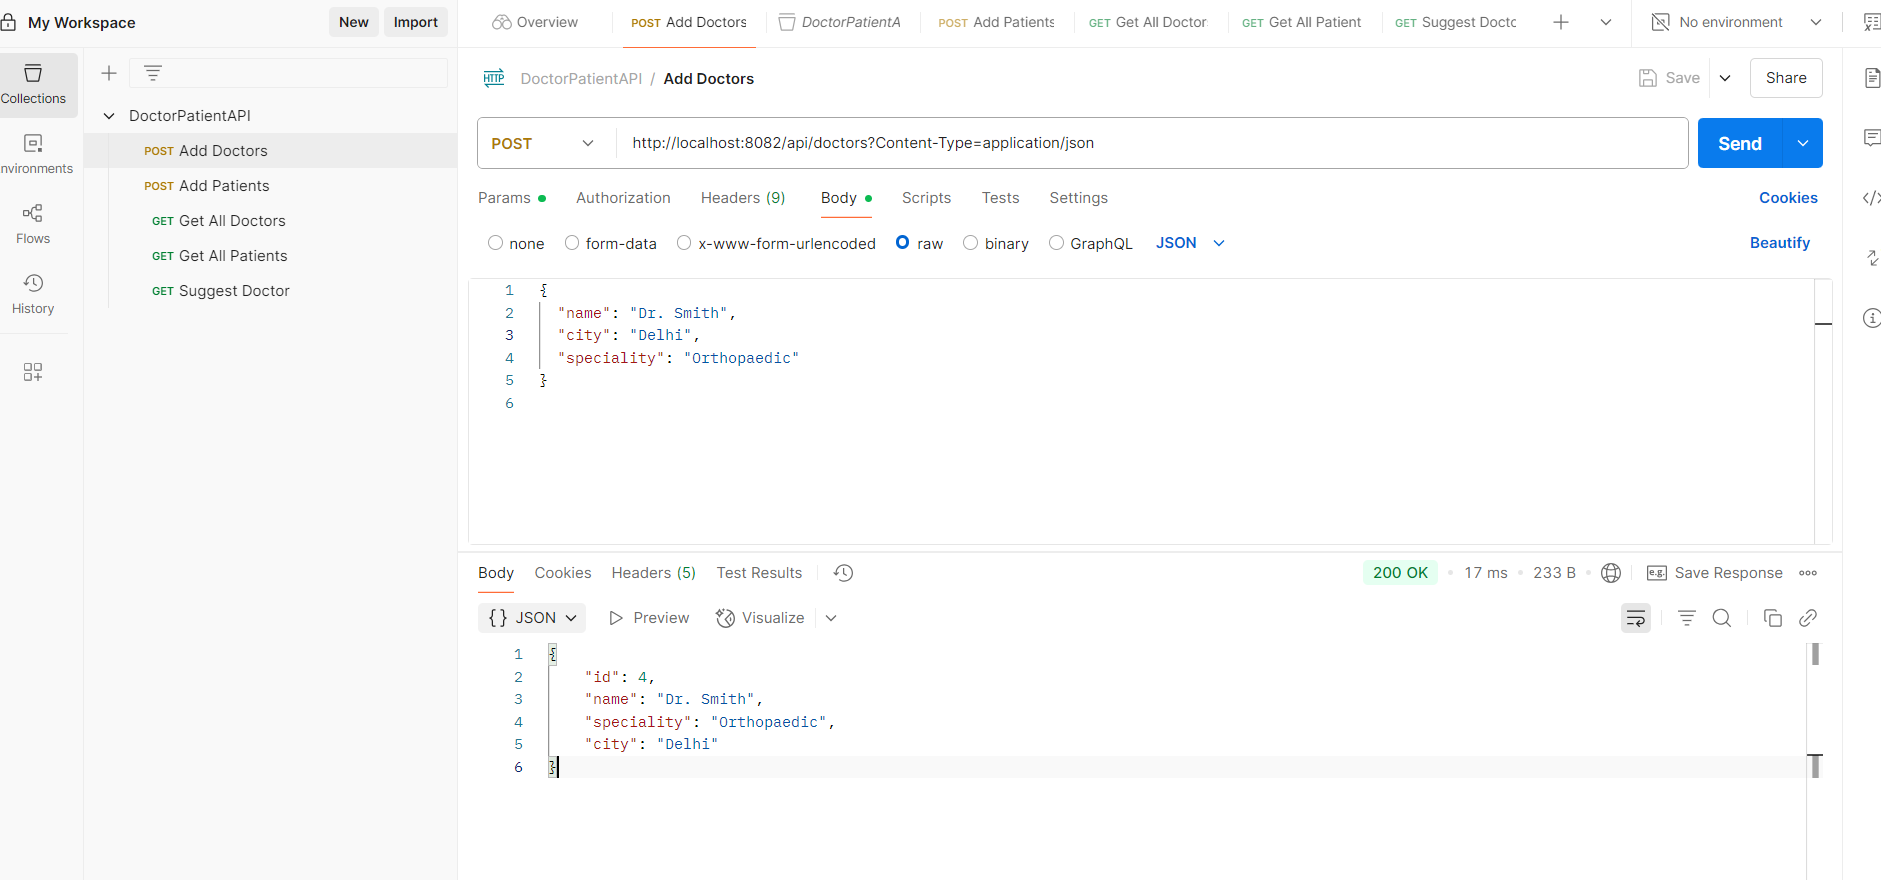 My Workspace
New
Import
Overview
POST Add Doctors
DoctorPatientA
POST Add Patients
GET Get All Doctor
GET Get All Patient
GET Suggest Docto
No environment
Collections
nvironments
Flows
History
DoctorPatientAPI
POST Add Doctors
POST Add Patients
GET Get All Doctors
GET Get All Patients
GET Suggest Doctor
HTTP DoctorPatientAPI / Add Doctors
Save
Share
POST
http://localhost:8082/api/doctors?Content-Type=application/json
Send
Params
Authorization
Headers (9)
Body
Scripts
Tests
Settings
Cookies
none
form-data
x-www-form-urlencoded
raw
binary
GraphQL
JSON
Beautify
1 {
2 "name": "Dr. Smith",
3 "city": "Delhi",
4 "speciality": "Orthopaedic"
5 }
6
Body
Cookies
Headers (5)
Test Results
200 OK
17 ms
233 B
e.g. Save Response
{} JSON
Preview
Visualize
1 {
2 "id": 4,
3 "name": "Dr. Smith",
4 "speciality": "Orthopaedic",
5 "city": "Delhi"
6 }